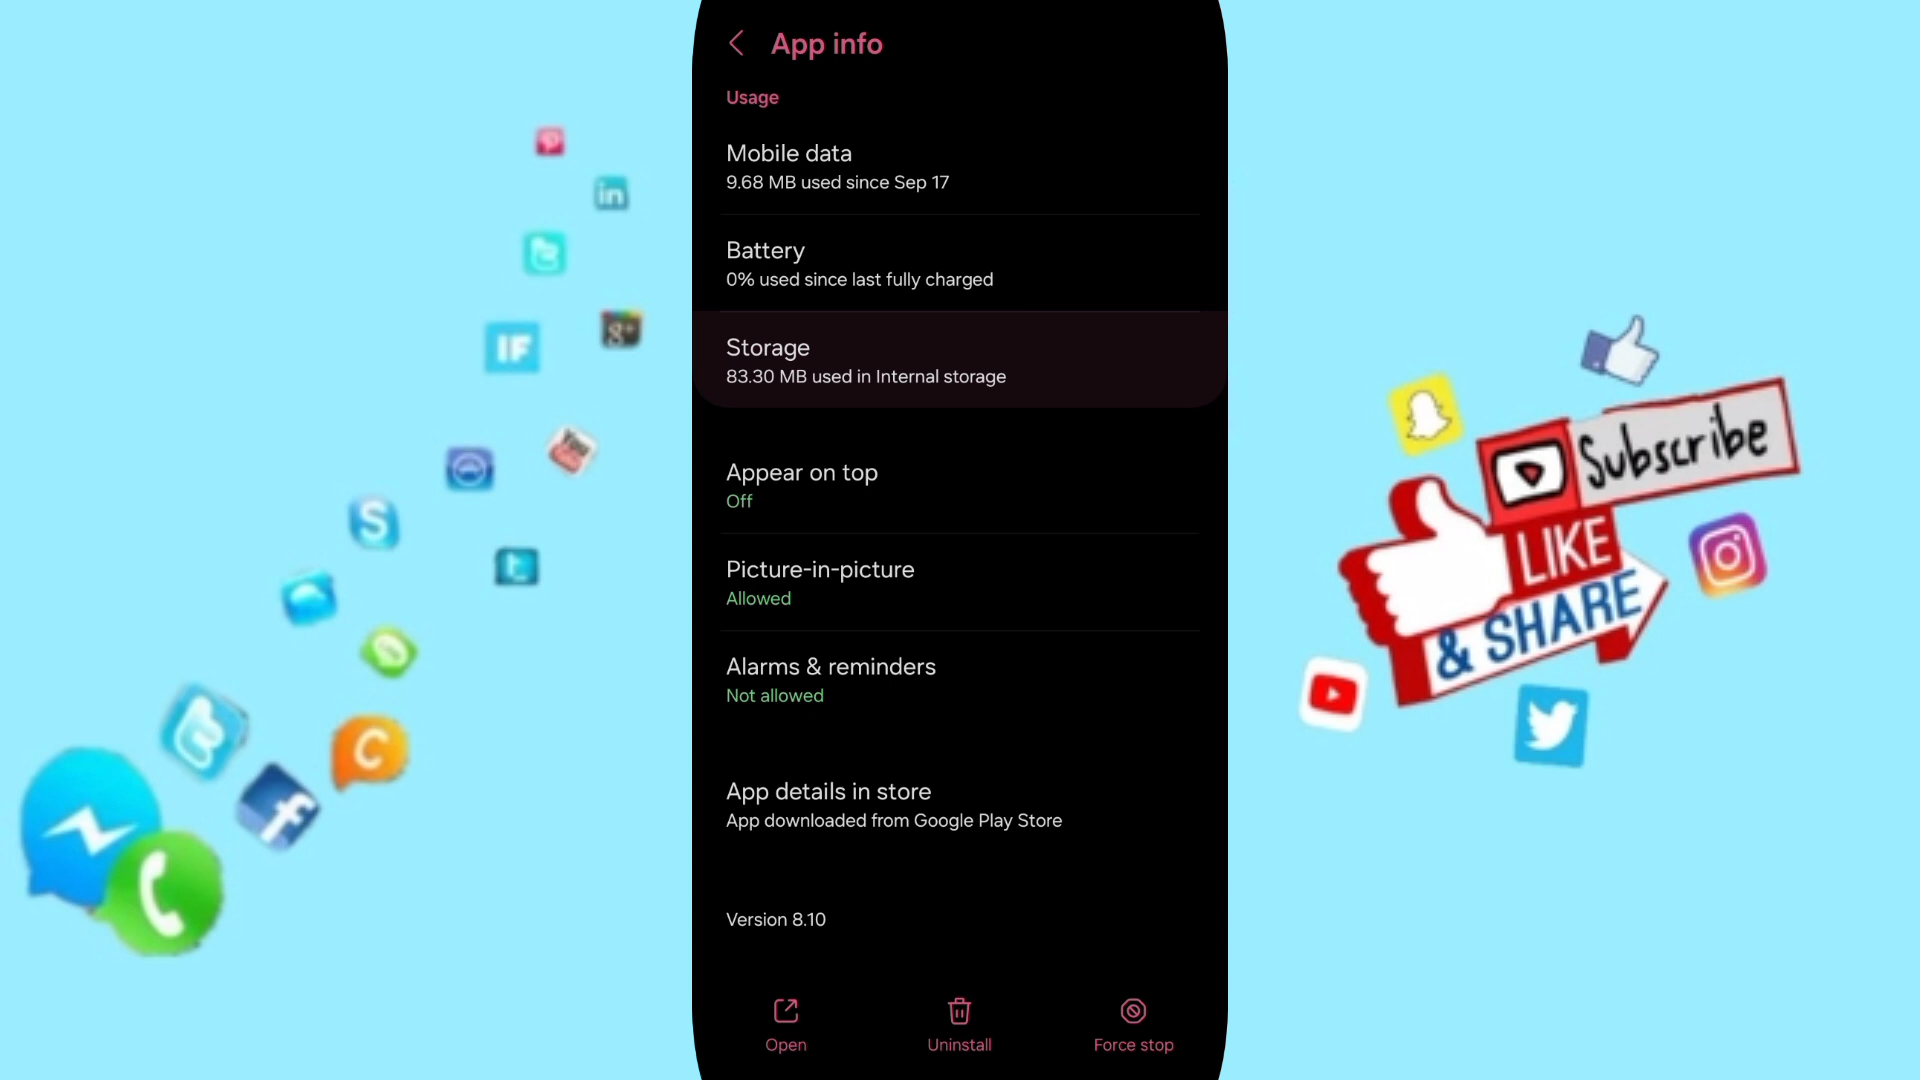 App info
Usage
Mobile data
9.68 MB used since Sep 17
Battery
0% used since last fully charged
Storage
83.30 MB used in Internal storage
Appear on top
Off
Picture-in-picture
Allowed
Alarms & reminders
Not allowed
App details in store
App downloaded from Google Play Store
Version 8.10
Open
Uninstall
Force stop
in
IF
g+
You
S
C
f
Subscribe
LIKE
& SHARE